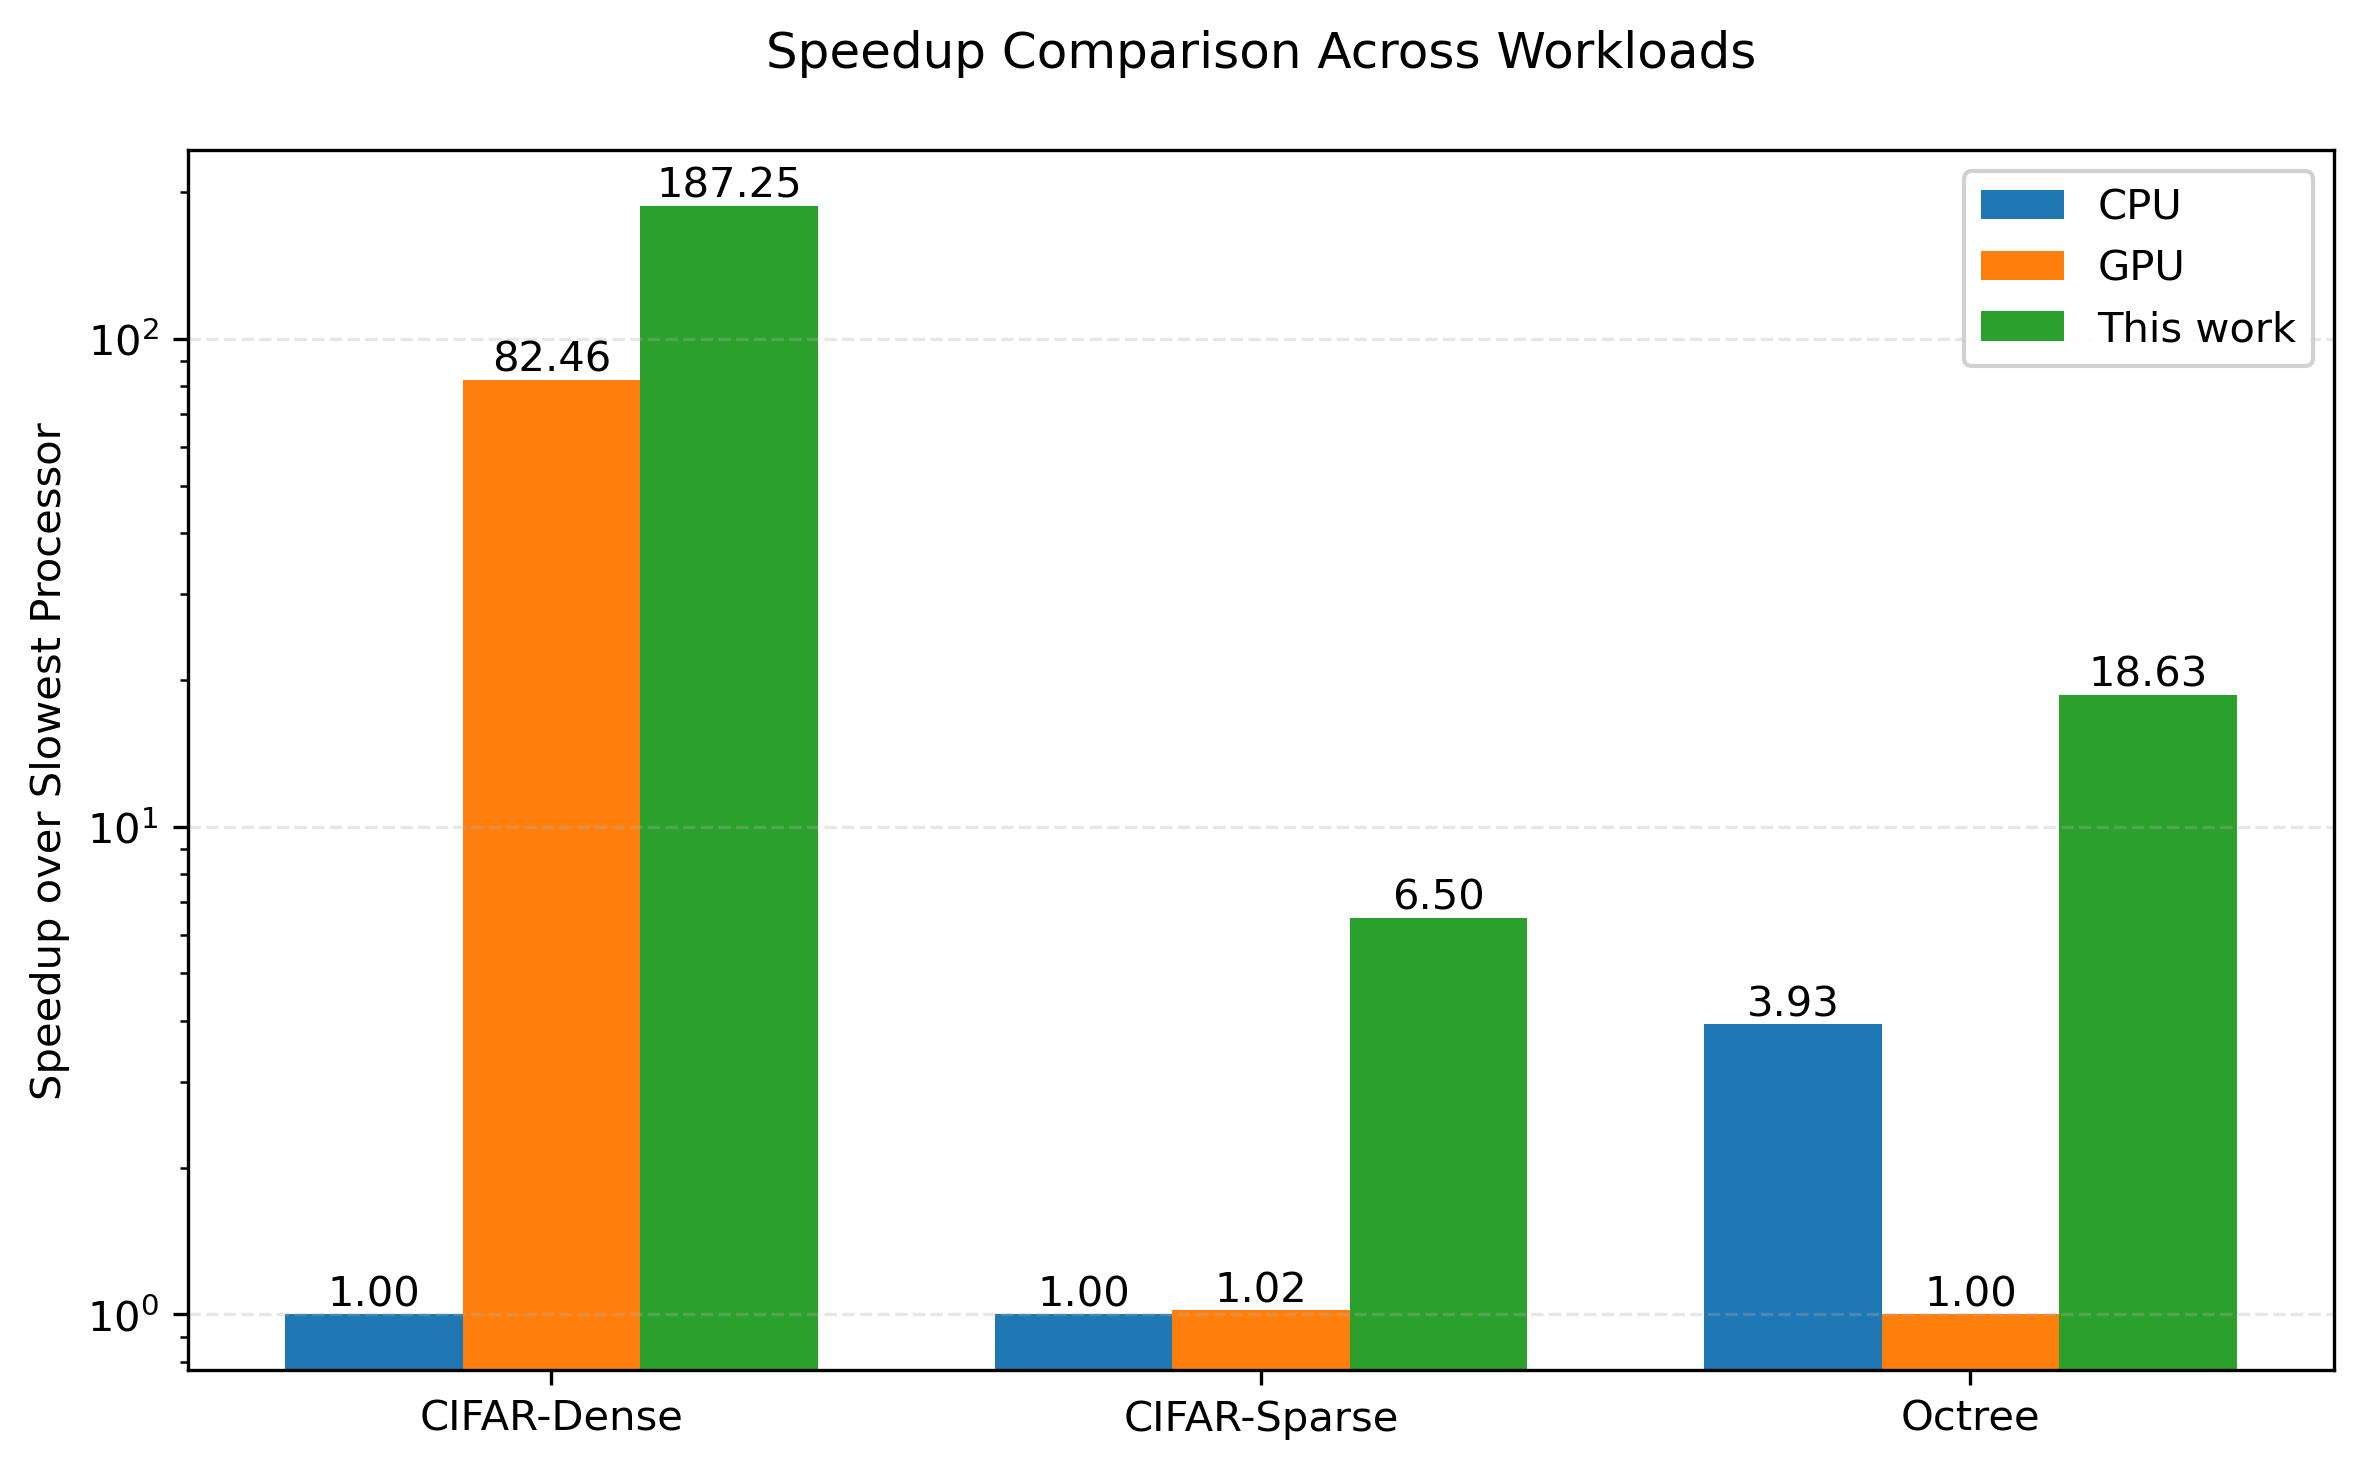 Speedup Comparison Across Workloads
Speedup over Slowest Processor
10²
10¹
10⁰
187.25
82.46
1.00
6.50
1.00
1.02
18.63
3.93
1.00
CPU
GPU
This work
CIFAR-Dense
CIFAR-Sparse
Octree